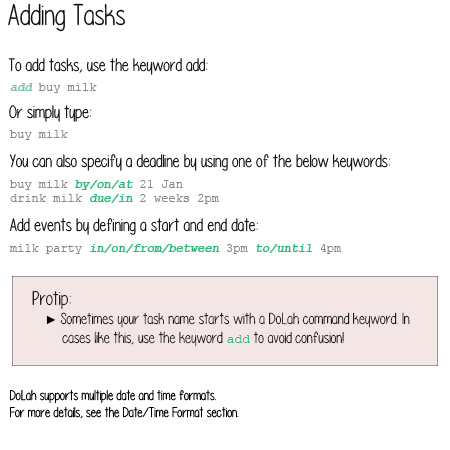 Adding Tasks
To add tasks, use the keyword add:
add buy milk
Or simply type:
buy milk
You can also specify a deadline by using one of the below keywords:
buy milk by/on/at 21 Jan
drink milk due/in 2 weeks 2pm
Add events by defining a start and end date:
milk party in/on/from/between 3pm to/until 4pm
Protip:
► Sometimes your task name starts with a DoLah command keyword. In
cases like this, use the keyword add to avoid confusion!
DoLah supports multiple date and time formats.
For more details, see the Date/Time Format section.